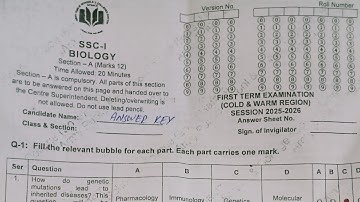 Version No.
Roll Number
SSC-I
BIOLOGY
Section – A (Marks 12)
Time Allowed: 20 Minutes
Section – A is compulsory. All parts of this section are
to be answered on this page and handed over to
the Centre Superintendent. Deleting/overwriting is
not allowed. Do not use lead pencil.
FIRST TERM EXAMINATION
(COLD & WARM REGION)
SESSION 2025-2026
Answer Sheet No.
Candidate Name: ANSWER KEY
Class & Section:
Sign. of Invigilator
Q-1: Fill the relevant bubble for each part. Each part carries one mark.
Ser Question A B C D A B C D
1. How do genetic
mutations lead to
inherited diseases? This
Pharmacology Immunology Genetics Molecular